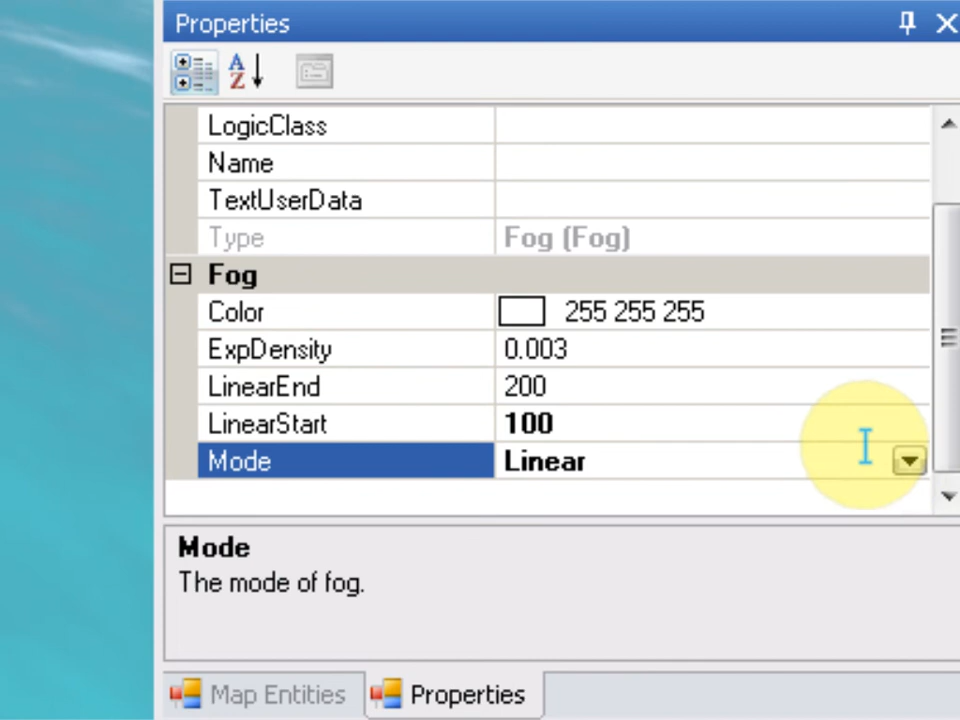 Properties
AZ
LogicClass
Name
TextUserData
Type Fog (Fog)
Fog
Color 255 255 255
ExpDensity 0.003
LinearEnd 200
LinearStart 100
Mode Linear
Mode
The mode of fog.
Map Entities Properties